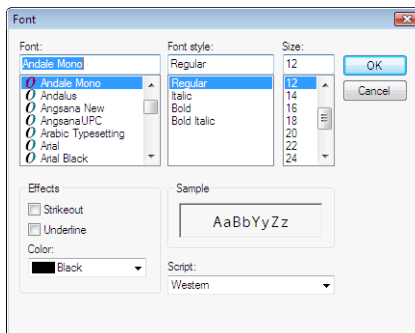 Font
Font:
Font style:
Size:
Andale Mono
Regular
12
OK
Cancel
Andale Mono
Andalus
Angsana New
AngsanaUPC
Arabic Typesetting
Arial
Arial Black
Regular
Italic
Bold
Bold Italic
12
14
16
18
20
22
24
Effects
Strikeout
Underline
Color:
Black
Sample
AaBbYyZz
Script:
Western